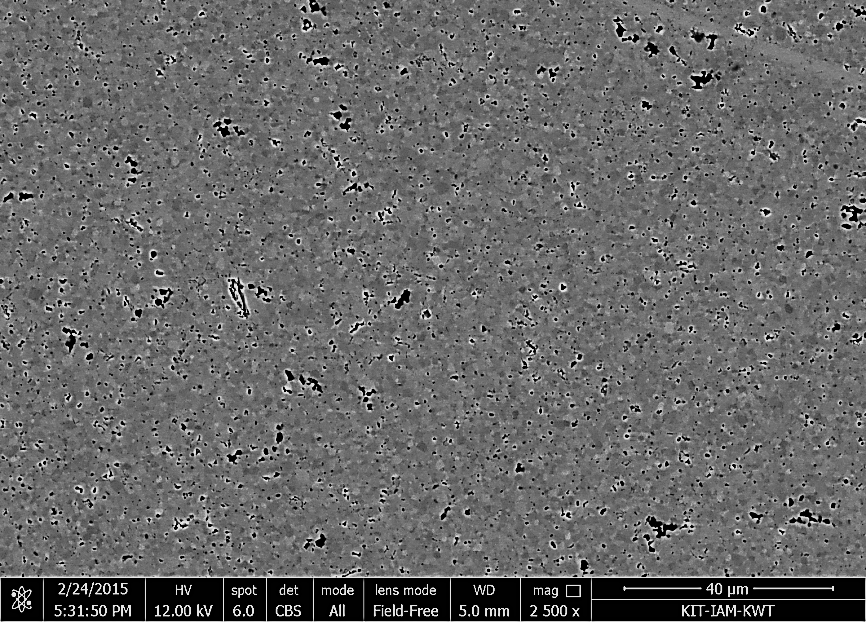 2/24/2015 HV spot det mode lens mode WD mag 40 µm
5:31:50 PM 12.00 kV 6.0 CBS All Field-Free 5.0 mm 2 500 x KIT-IAM-KWT